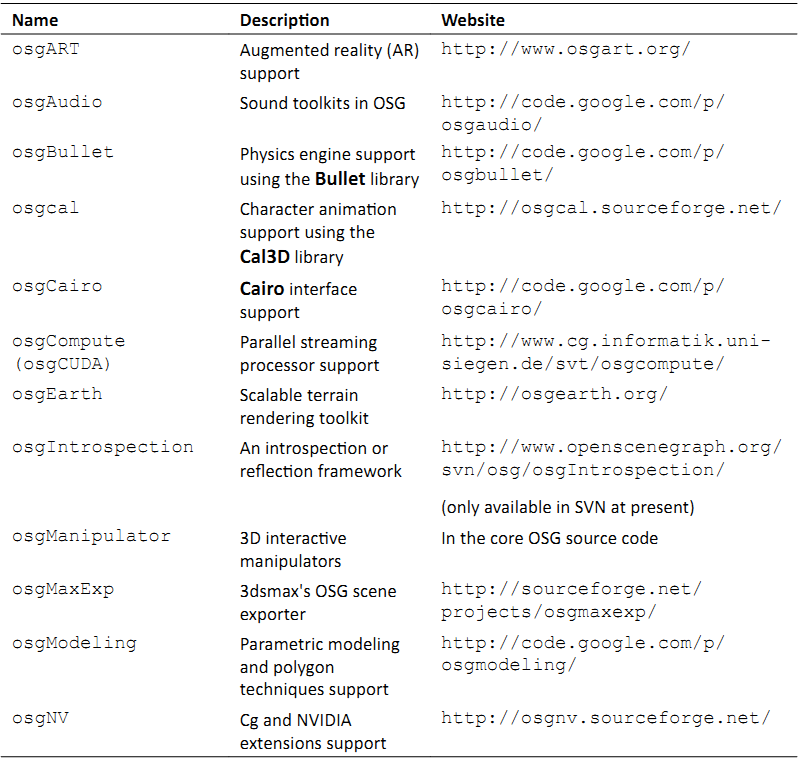 Name Description Website
osgART Augmented reality (AR) http://www.osgart.org/
support
osgAudio Sound toolkits in OSG http://code.google.com/p/
osgaudio/
osgBullet Physics engine support http://code.google.com/p/
using the Bullet library osgbullet/
osgcal Character animation http://osgcal.sourceforge.net/
support using the
Cal3D library
osgCairo Cairo interface http://code.google.com/p/
support osgcairo/
osgCompute Parallel streaming http://www.cg.informatik.uni-
(osgCUDA) processor support siegen.de/svt/osgcompute/
osgEarth Scalable terrain http://osgearth.org/
rendering toolkit
osgIntrospection An introspection or http://www.openscenegraph.org/
reflection framework svn/osg/osgIntrospection/
(only available in SVN at present)
osgManipulator 3D interactive In the core OSG source code
manipulators
osgMaxExp 3dsmax's OSG scene http://sourceforge.net/
exporter projects/osgmaxexp/
osgModeling Parametric modeling http://code.google.com/p/
and polygon osgmodeling/
techniques support
osgNV Cg and NVIDIA http://osgnv.sourceforge.net/
extensions support